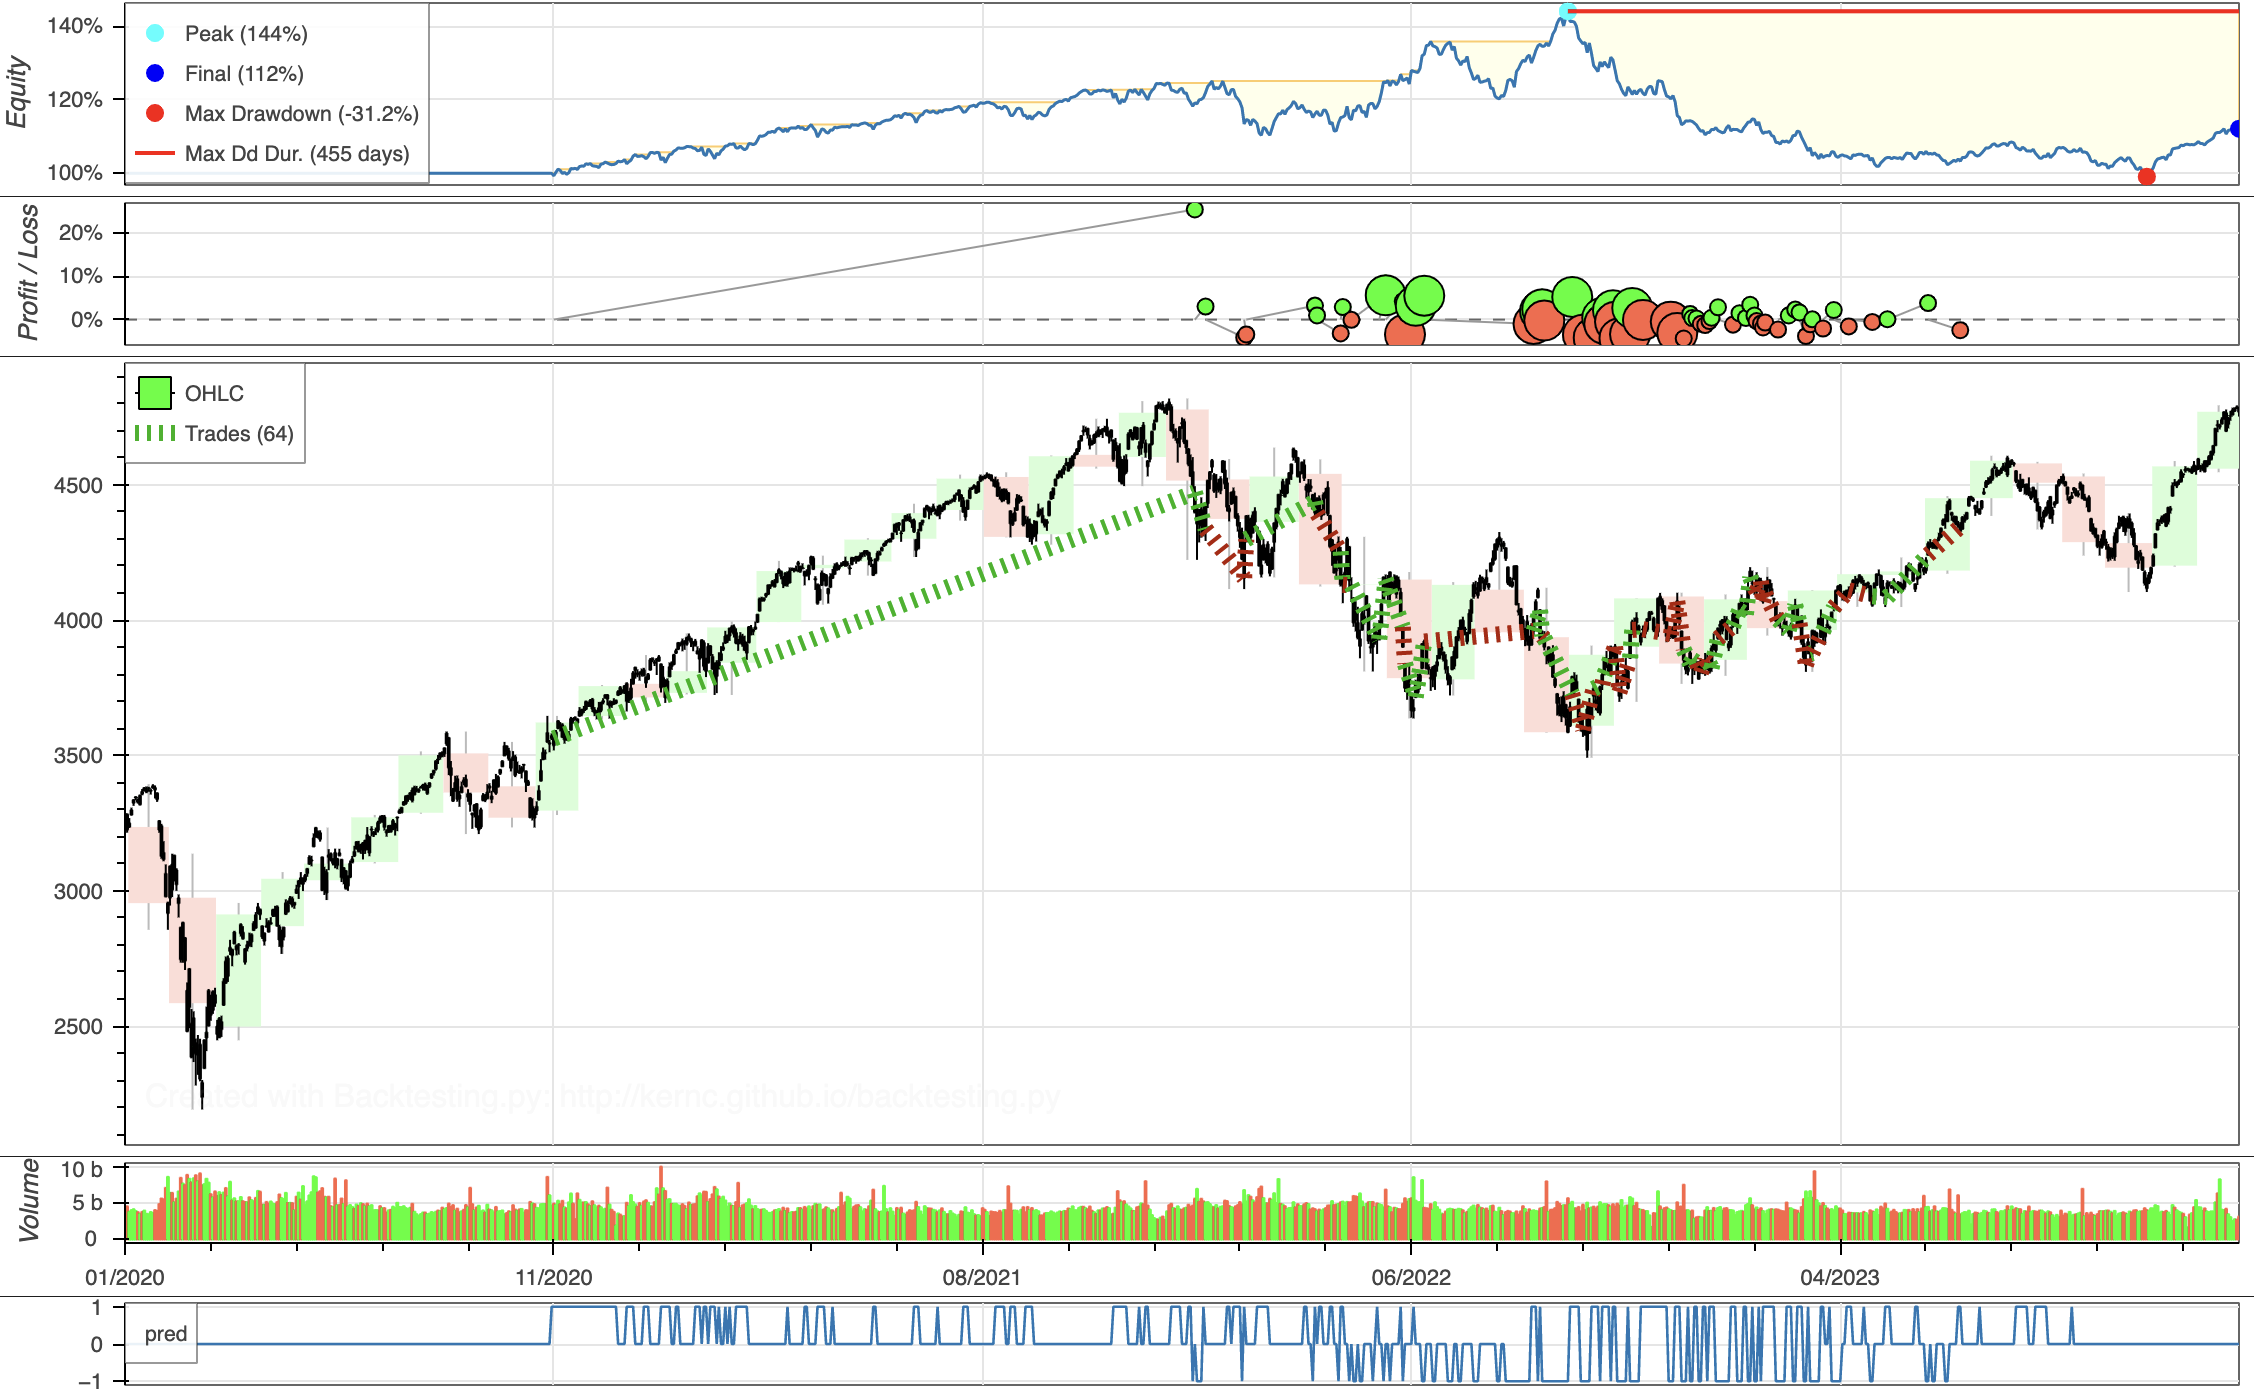 Equity
140%
120%
100%
Peak (144%)
Final (112%)
Max Drawdown (-31.2%)
Max Dd Dur. (455 days)
Profit / Loss
20%
10%
0%
OHLC
Trades (64)
4500
4000
3500
3000
2500
Created with Backtesting.py: http://kernc.github.io/backtesting.py
Volume
10 b
5 b
0
01/2020
11/2020
08/2021
06/2022
04/2023
1
0
−1
pred